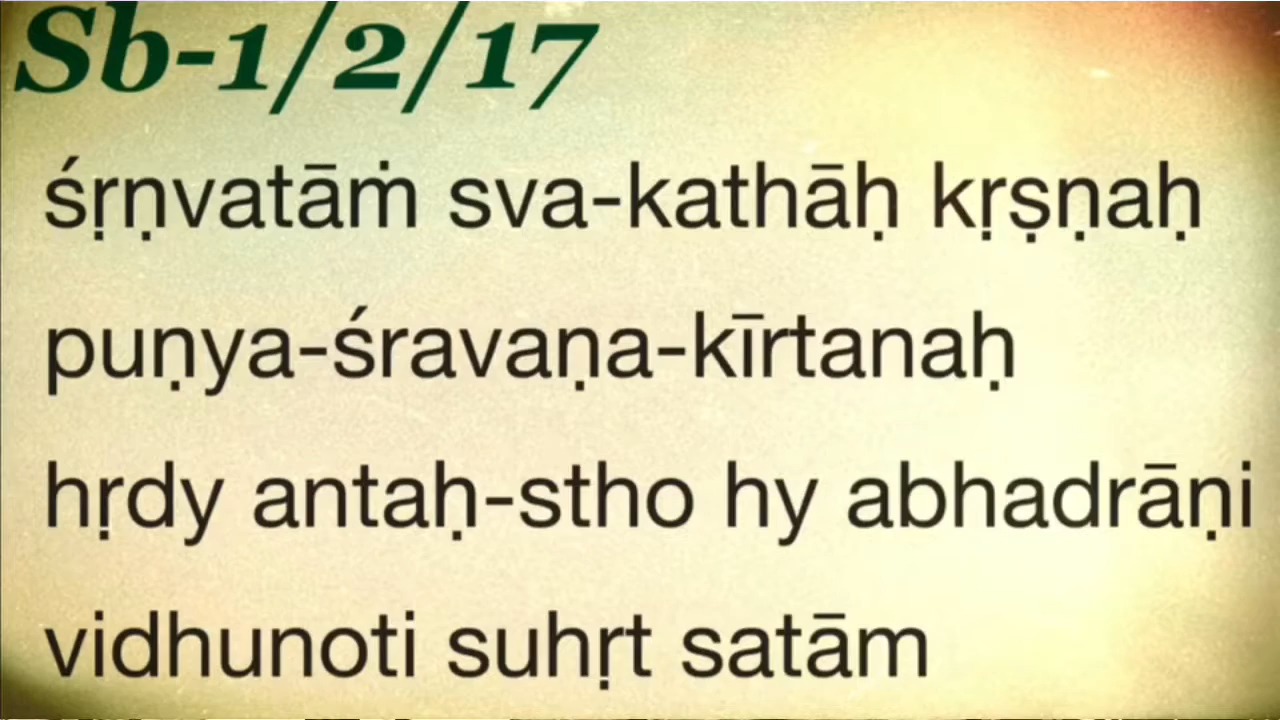 Sb-1/2/17
śṛṇvatāṁ sva-kathāḥ kṛṣṇaḥ
puṇya-śravaṇa-kīrtanaḥ
hṛdy antaḥ-stho hy abhadrāṇi
vidhunoti suhṛt satām